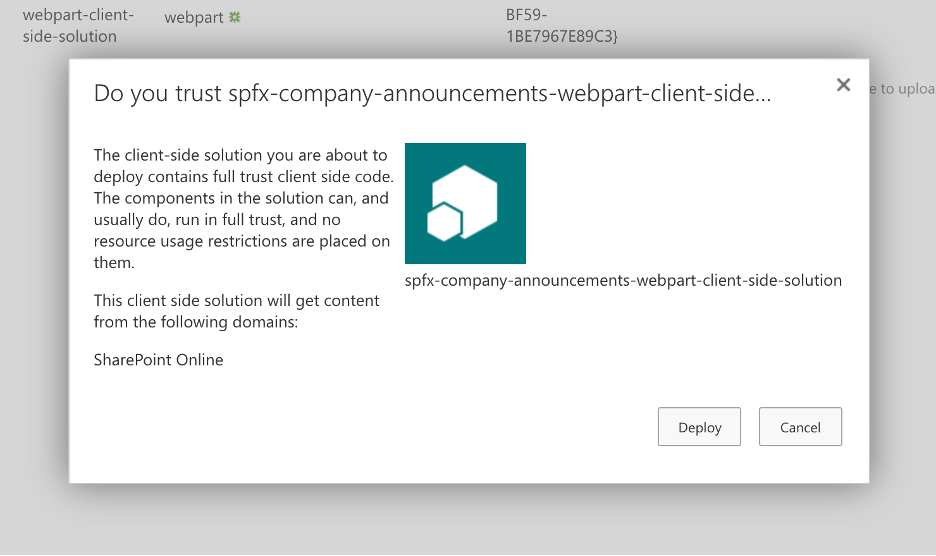 webpart-client-
side-solution
webpart
BF59-
1BE7967E89C3}
Do you trust spfx-company-announcements-webpart-client-side...
e to uploa
The client-side solution you are about to
deploy contains full trust client side code.
The components in the solution can, and
usually do, run in full trust, and no
resource usage restrictions are placed on
them.
This client side solution will get content
from the following domains:
SharePoint Online
spfx-company-announcements-webpart-client-side-solution
Deploy
Cancel